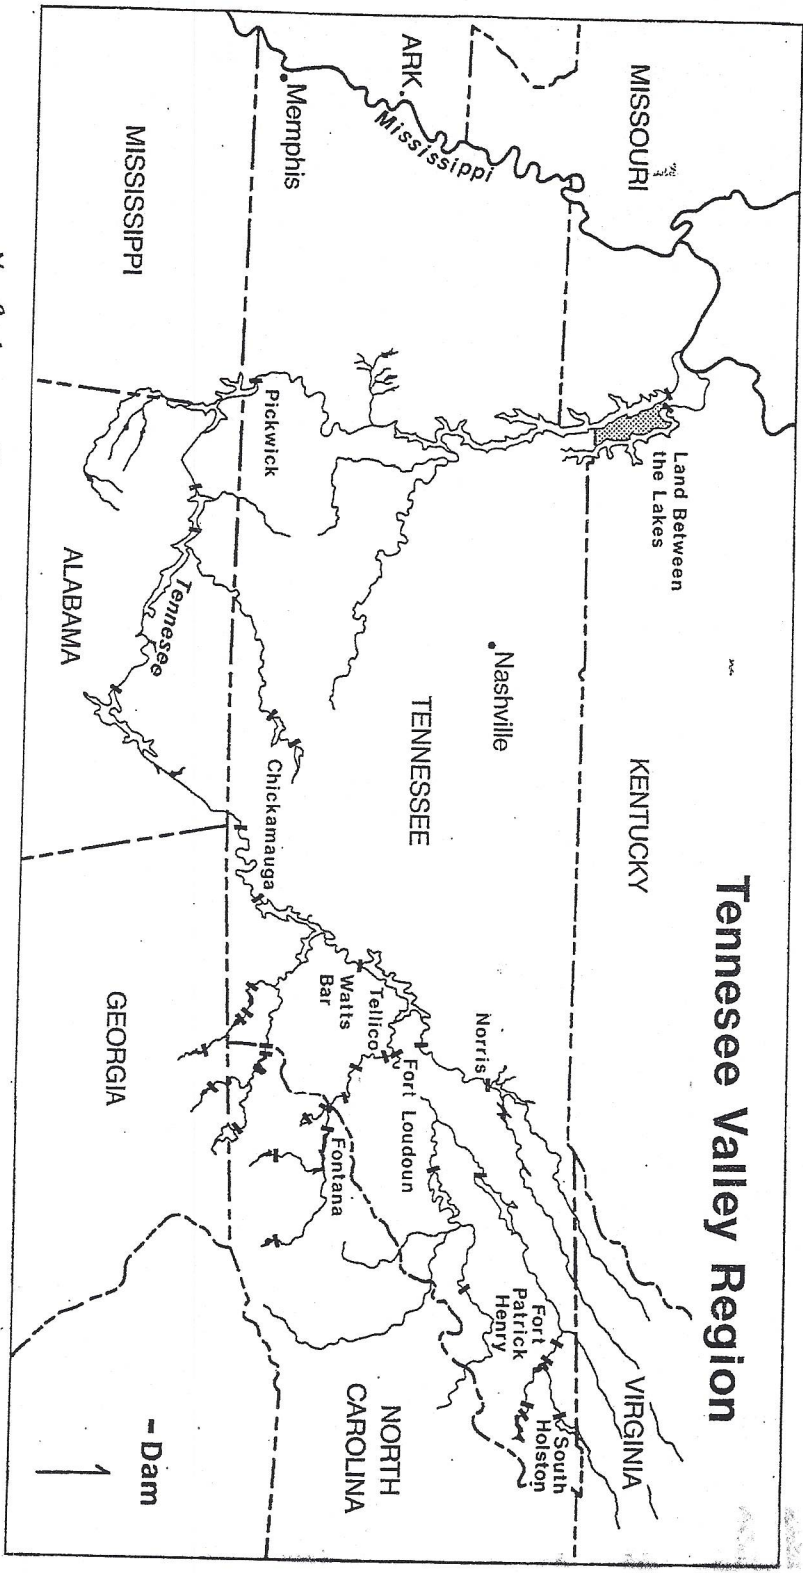 Tennesee Valley Region
MISSOURI
KENTUCKY
VIRGINIA
Land Between
the Lakes
ARK.
Mississippi
Nashville
TENNESSEE
Norris
Fort
Patrick
Henry
South
Holston
Memphis
Pickwick
Chickamauga
Watts
Bar
Tellico
Fort Loudoun
Fontana
NORTH
CAROLINA
MISSISSIPPI
Tennesee
ALABAMA
GEORGIA
Dam